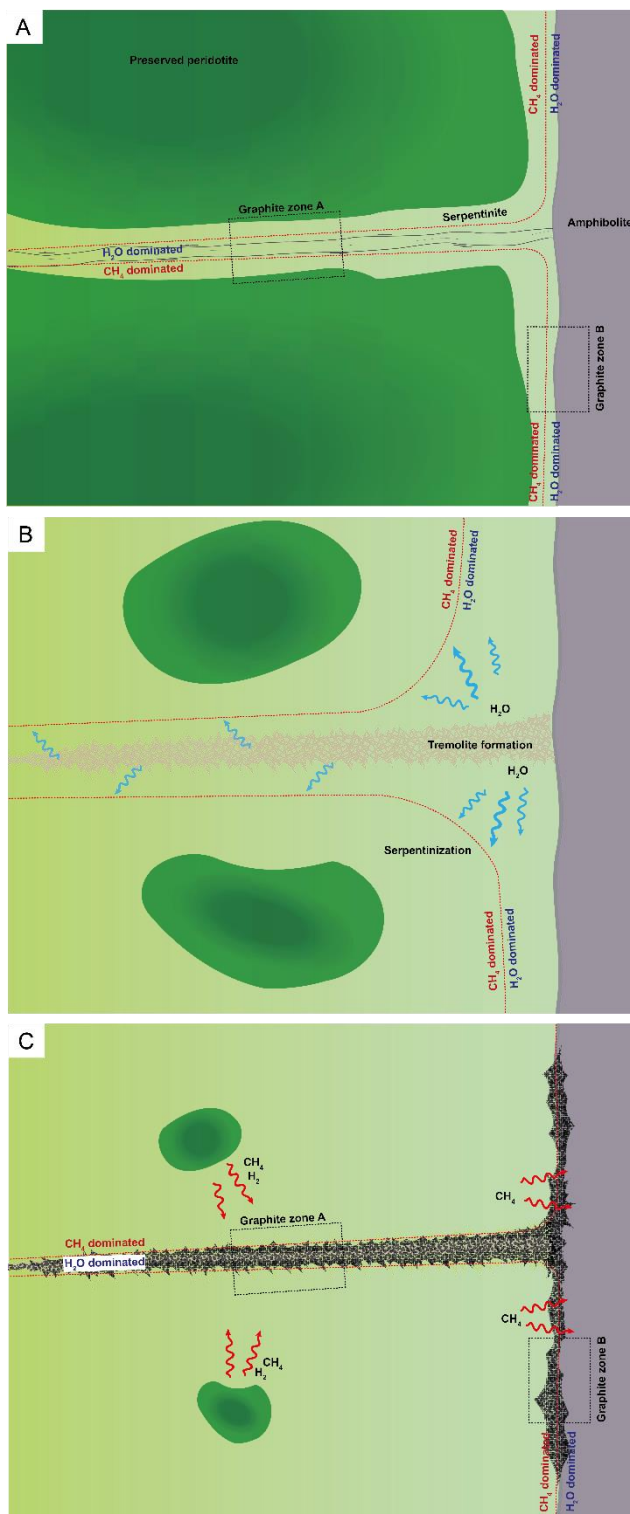 A
Preserved peridotite
CH₄ dominated
H₂O dominated
Graphite zone A
Serpentinite
Amphibolite
H₂O dominated
CH₄ dominated
Graphite zone B
CH₄ dominated
H₂O dominated
B
CH₄ dominated
H₂O dominated
H₂O
Tremolite formation
H₂O
Serpentinization
CH₄ dominated
H₂O dominated
C
CH₄
H₂
CH₄
Graphite zone A
CH₄ dominated
H₂O dominated
CH₄
CH₄
H₂
Graphite zone B
CH₄ dominated
H₂O dominated